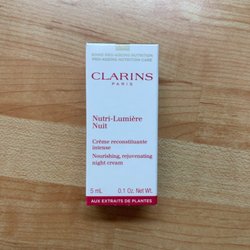 SOINS PRO-AGEING NUTRITION
PRO-AGEING NUTRITION CARE
CLARINS
PARIS
Nutri-Lumière
Nuit
Crème reconstituante
intense
Nourishing, rejuvenating
night cream
5 mL 0.1 Oz. Net Wt.
AUX EXTRAITS DE PLANTES